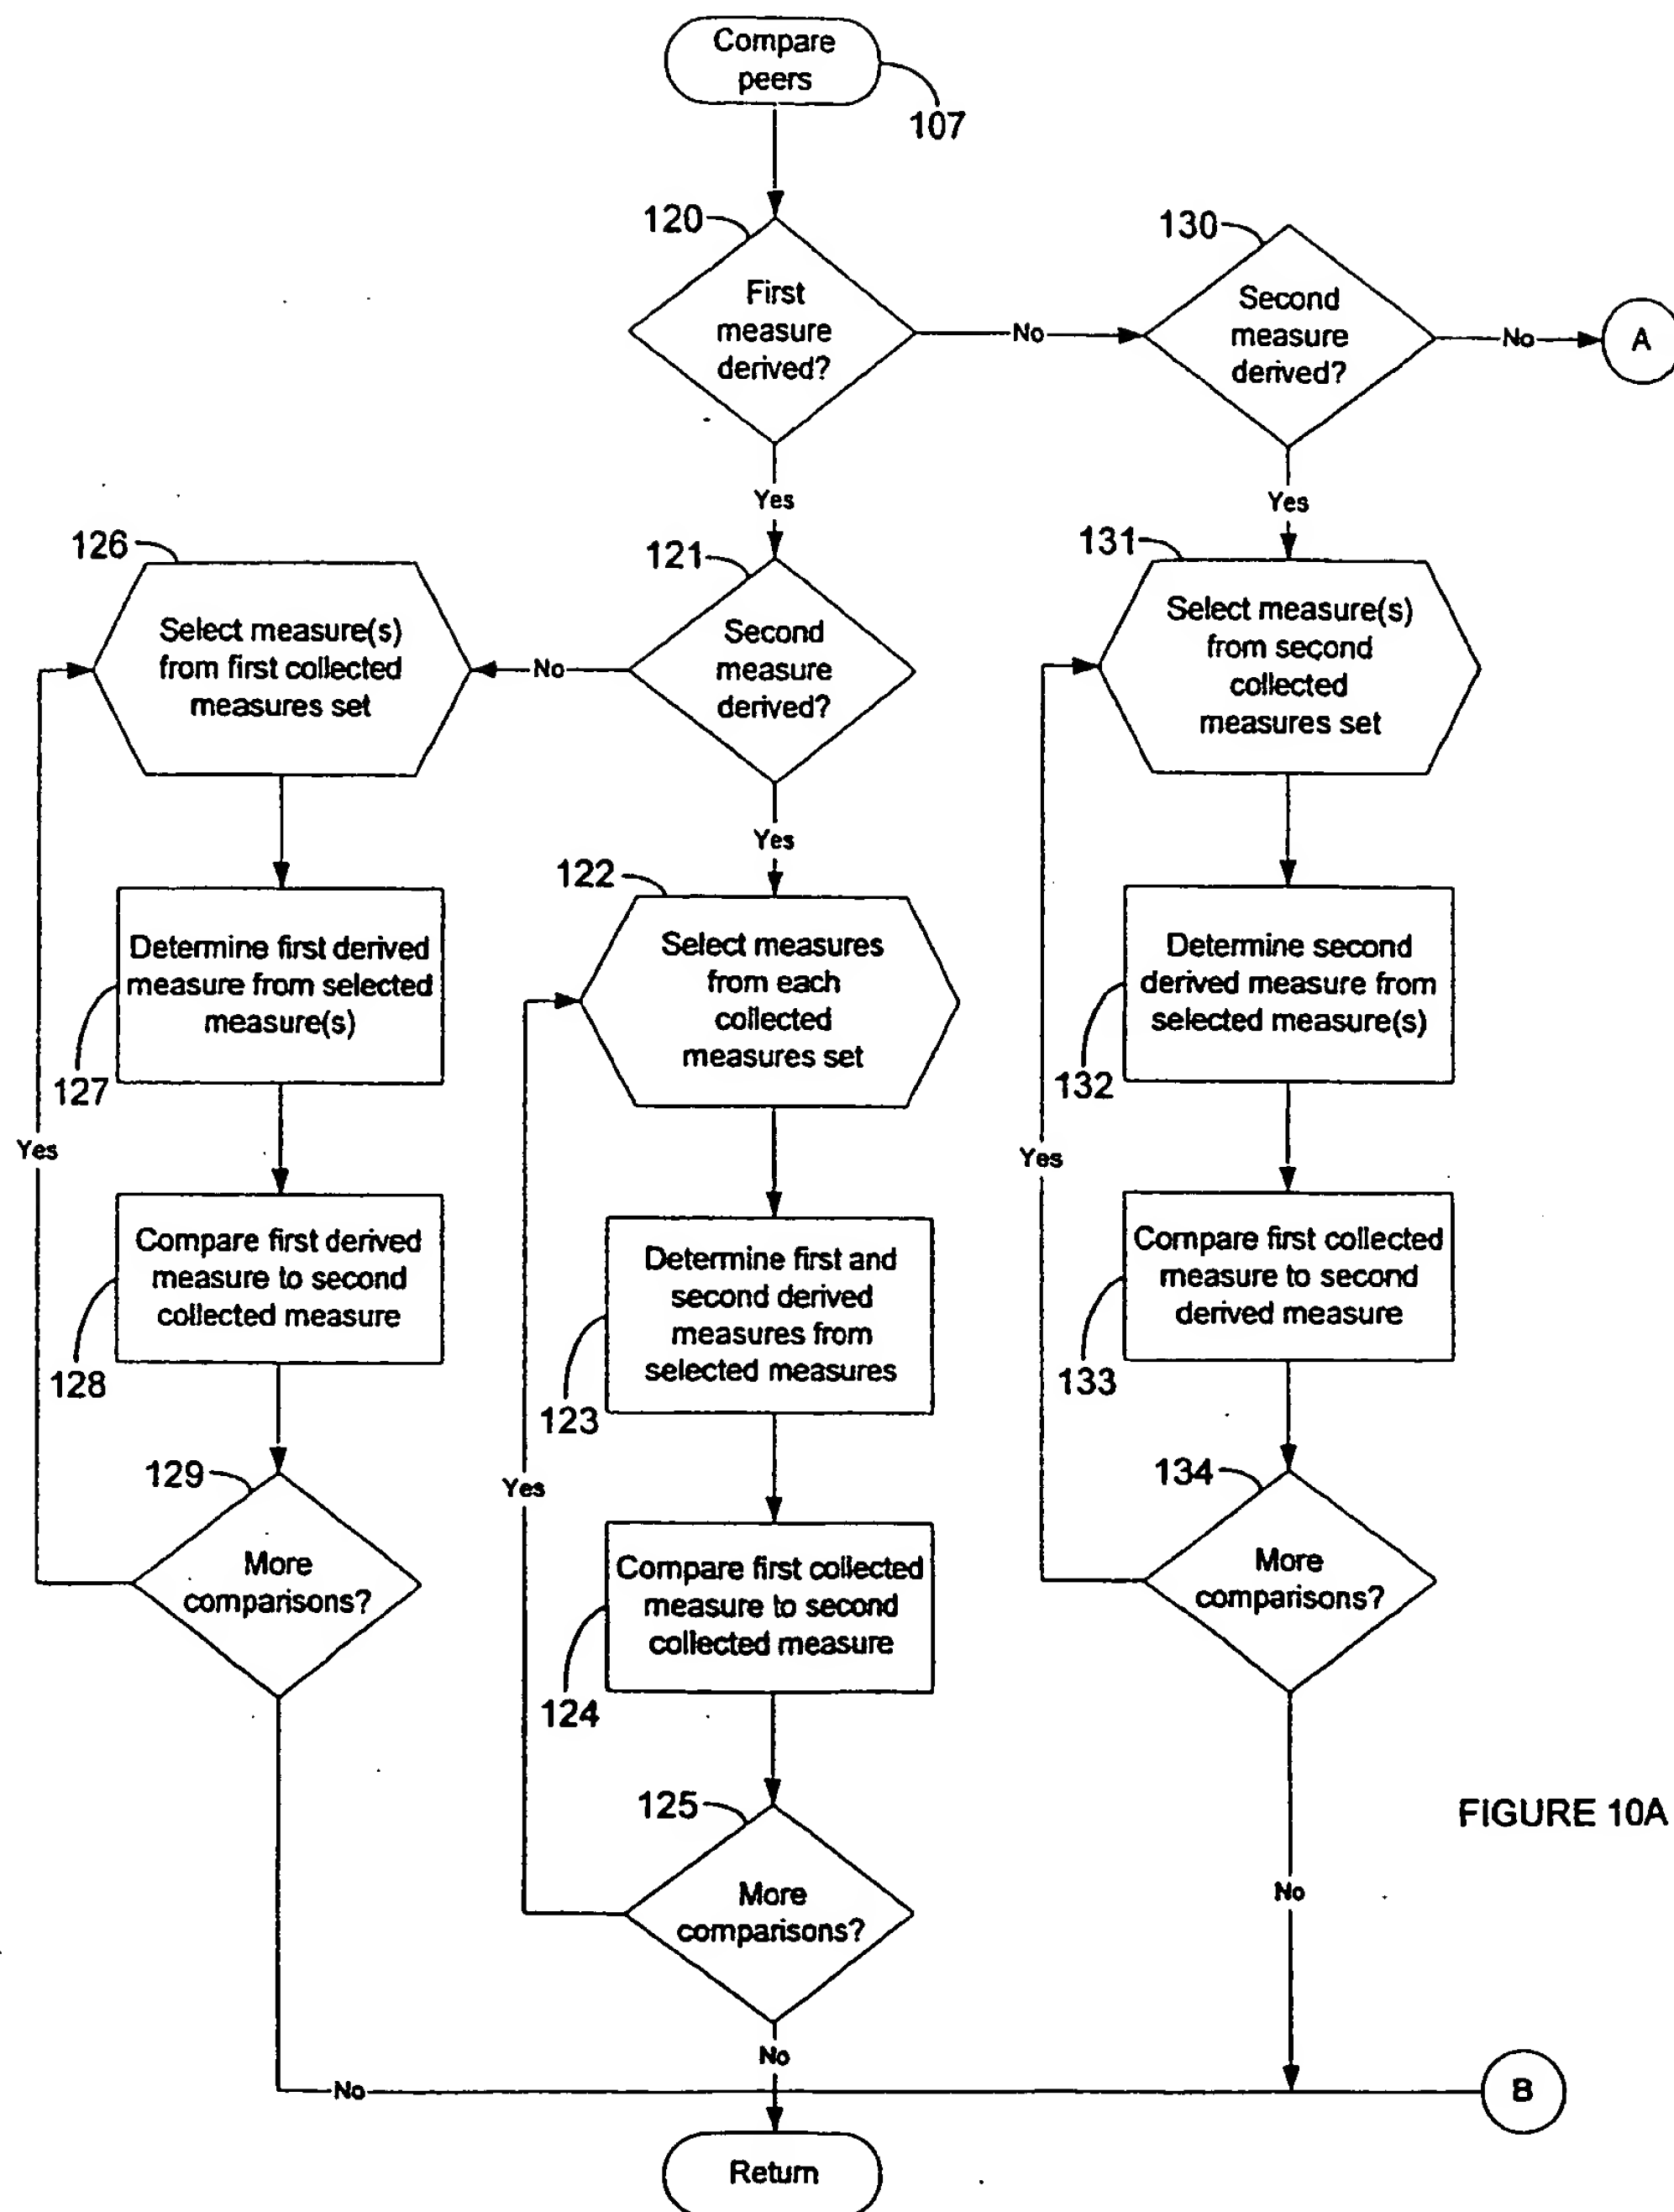 Compare
peers
107
120
First
measure
derived?
No
130
Second
measure
derived?
No
A
Yes
Yes
126
Select measure(s)
from first collected
measures set
No
121
Second
measure
derived?
131
Select measure(s)
from second
collected
measures set
Yes
122
Select measures
from each
collected
measures set
Determine first derived
measure from selected
measure(s)
127
Determine second
derived measure from
selected measure(s)
132
Yes
Yes
Compare first derived
measure to second
collected measure
128
Determine first and
second derived
measures from
selected measures
123
Compare first collected
measure to second
derived measure
133
129
More
comparisons?
Yes
134
More
comparisons?
Compare first collected
measure to second
collected measure
124
125
More
comparisons?
FIGURE 10A
No
No
No
B
Return